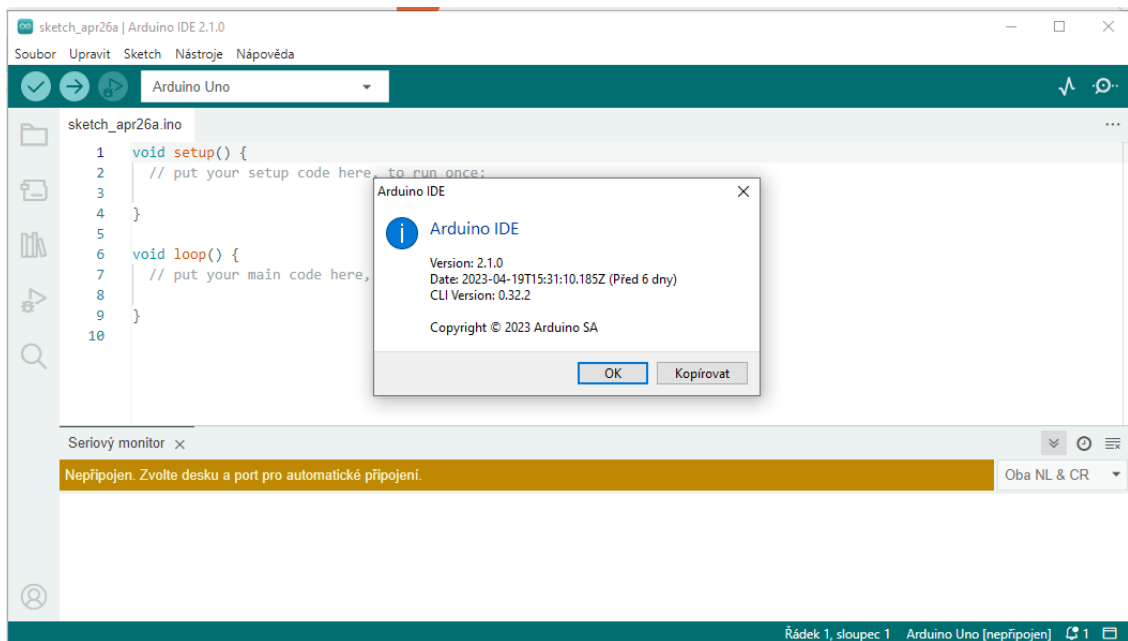 sketch_apr26a | Arduino IDE 2.1.0
Soubor Upravit Sketch Nástroje Nápověda
Arduino Uno
sketch_apr26a.ino
1 void setup() {
2 // put your setup code here, to run once:
3
4 }
5
6 void loop() {
7 // put your main code here,
8
9 }
10
Arduino IDE
Arduino IDE
Version: 2.1.0
Date: 2023-04-19T15:31:10.185Z (Před 6 dny)
CLI Version: 0.32.2
Copyright © 2023 Arduino SA
OK Kopírovat
Seriový monitor
Nepřipojen. Zvolte desku a port pro automatické připojení.
Oba NL & CR
Řádek 1, sloupec 1 Arduino Uno [nepřipojen] 1